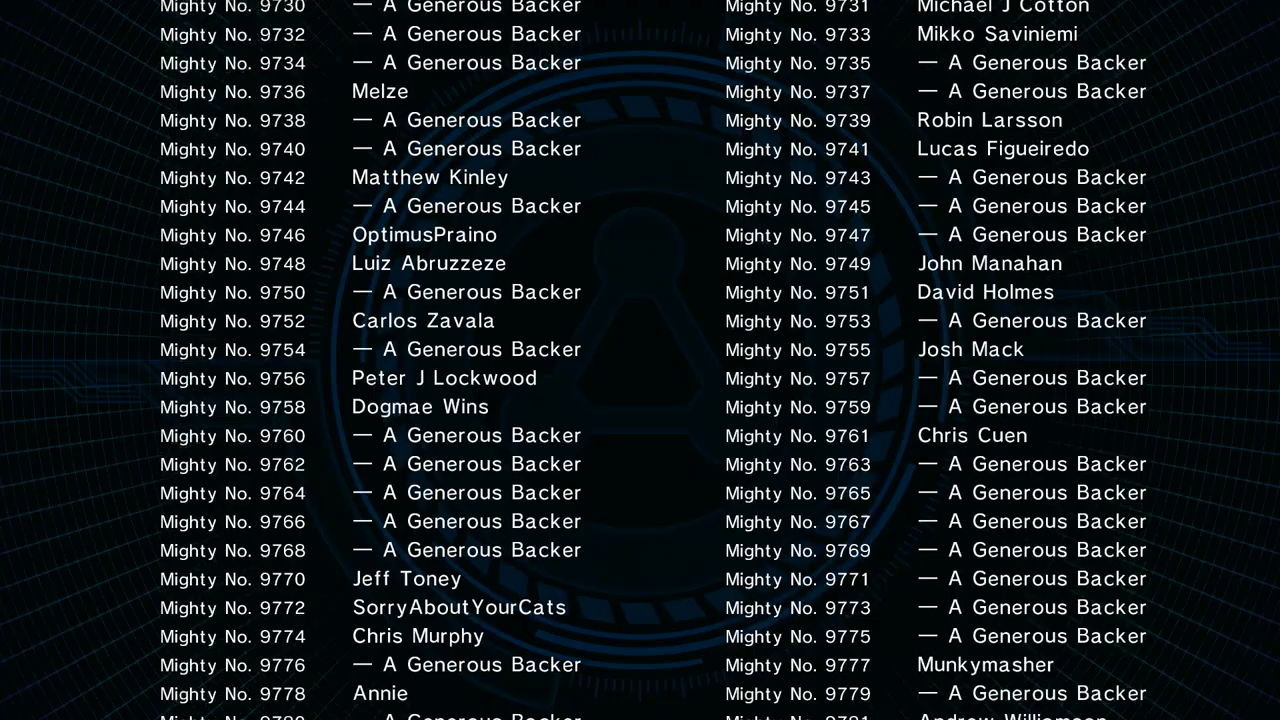 Mighty No. 9730 — A Generous Backer Mighty No. 9731 Michael J Cotton
Mighty No. 9732 — A Generous Backer Mighty No. 9733 Mikko Saviniemi
Mighty No. 9734 — A Generous Backer Mighty No. 9735 — A Generous Backer
Mighty No. 9736 Melze Mighty No. 9737 — A Generous Backer
Mighty No. 9738 — A Generous Backer Mighty No. 9739 Robin Larsson
Mighty No. 9740 — A Generous Backer Mighty No. 9741 Lucas Figueiredo
Mighty No. 9742 Matthew Kinley Mighty No. 9743 — A Generous Backer
Mighty No. 9744 — A Generous Backer Mighty No. 9745 — A Generous Backer
Mighty No. 9746 OptimusPraino Mighty No. 9747 — A Generous Backer
Mighty No. 9748 Luiz Abruzzeze Mighty No. 9749 John Manahan
Mighty No. 9750 — A Generous Backer Mighty No. 9751 David Holmes
Mighty No. 9752 Carlos Zavala Mighty No. 9753 — A Generous Backer
Mighty No. 9754 — A Generous Backer Mighty No. 9755 Josh Mack
Mighty No. 9756 Peter J Lockwood Mighty No. 9757 — A Generous Backer
Mighty No. 9758 Dogmae Wins Mighty No. 9759 — A Generous Backer
Mighty No. 9760 — A Generous Backer Mighty No. 9761 Chris Cuen
Mighty No. 9762 — A Generous Backer Mighty No. 9763 — A Generous Backer
Mighty No. 9764 — A Generous Backer Mighty No. 9765 — A Generous Backer
Mighty No. 9766 — A Generous Backer Mighty No. 9767 — A Generous Backer
Mighty No. 9768 — A Generous Backer Mighty No. 9769 — A Generous Backer
Mighty No. 9770 Jeff Toney Mighty No. 9771 — A Generous Backer
Mighty No. 9772 SorryAboutYourCats Mighty No. 9773 — A Generous Backer
Mighty No. 9774 Chris Murphy Mighty No. 9775 — A Generous Backer
Mighty No. 9776 — A Generous Backer Mighty No. 9777 Munkymasher
Mighty No. 9778 Annie Mighty No. 9779 — A Generous Backer
Mighty No. 9780 — A Generous Backer Mighty No. 9781 Andrew